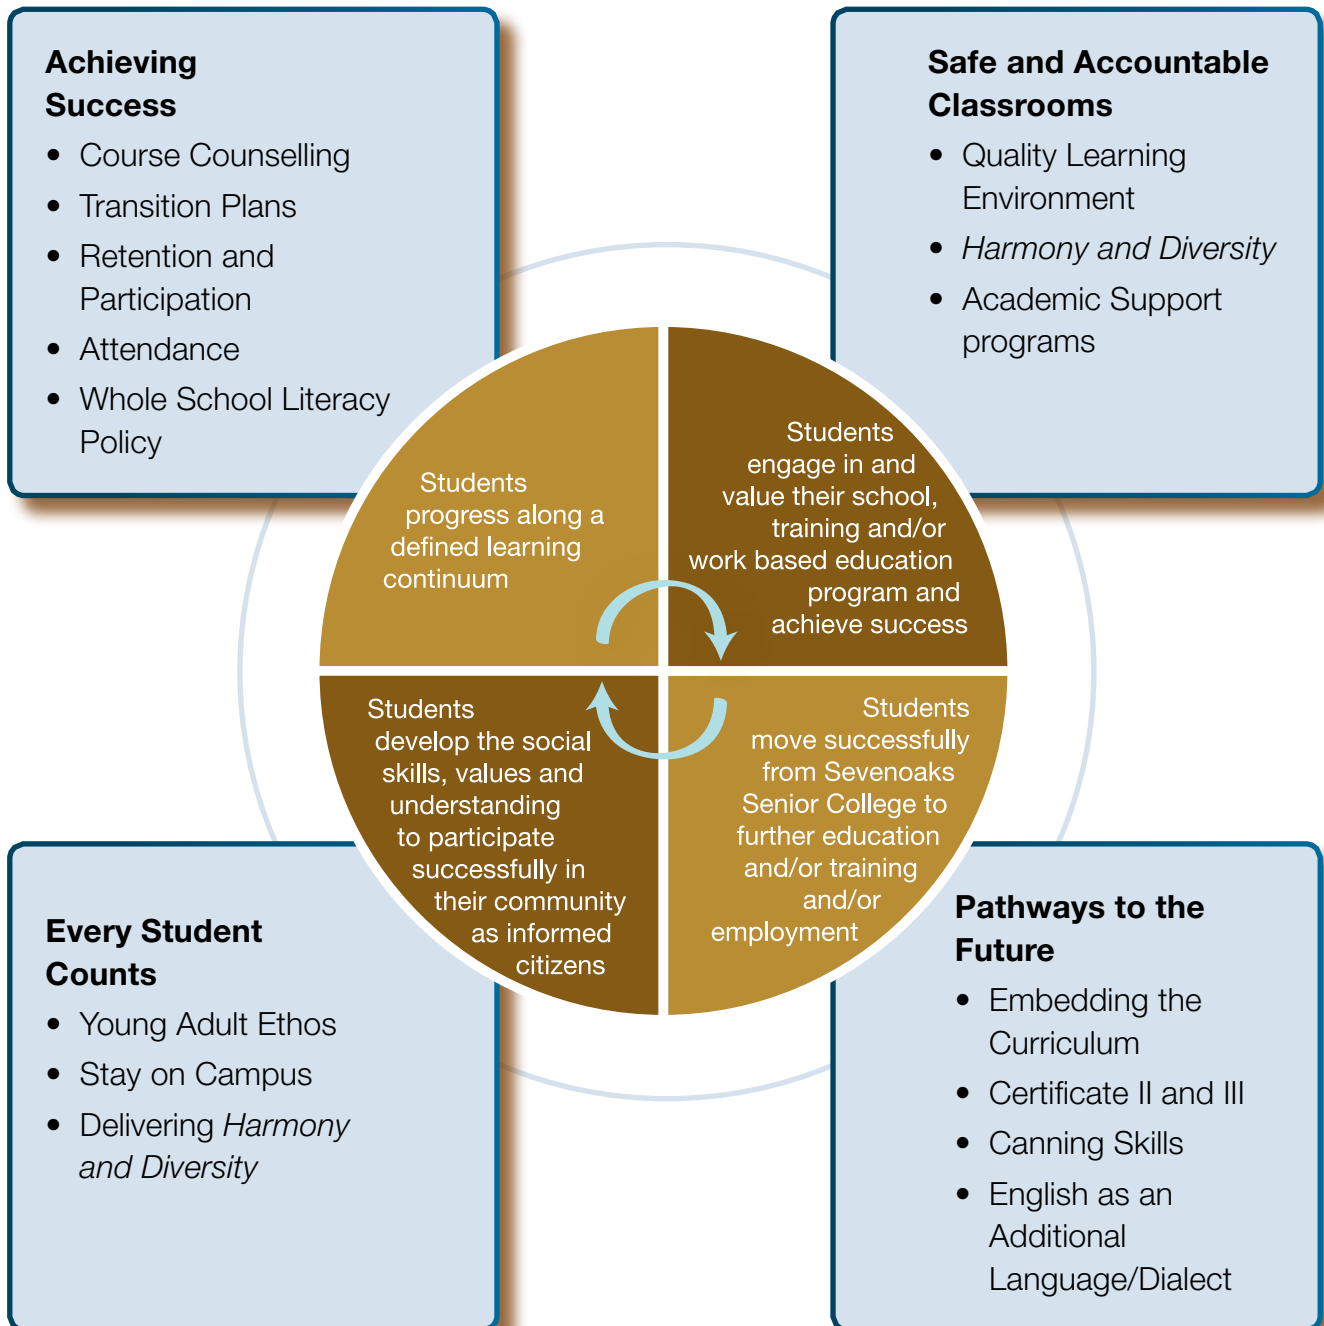 Achieving
Success
• Course Counselling
• Transition Plans
• Retention and
Participation
• Attendance
• Whole School Literacy
Policy
Safe and Accountable
Classrooms
• Quality Learning
Environment
• Harmony and Diversity
• Academic Support
programs
Students
progress along a
defined learning
continuum
Students
engage in and
value their school,
training and/or
work based education
program and
achieve success
Students
develop the social
skills, values and
understanding
to participate
successfully in
their community
as informed
citizens
Students
move successfully
from Sevenoaks
Senior College to
further education
and/or training
and/or
employment
Every Student
Counts
• Young Adult Ethos
• Stay on Campus
• Delivering Harmony
and Diversity
Pathways to the
Future
• Embedding the
Curriculum
• Certificate II and III
• Canning Skills
• English as an
Additional
Language/Dialect